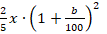 2/5 x · (1 + b/100)²